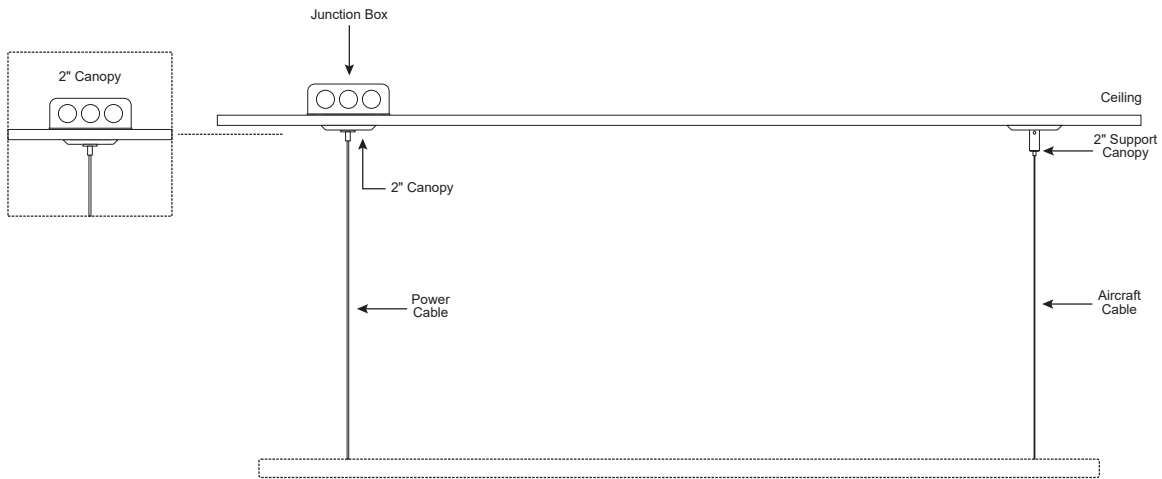 Junction Box
2" Canopy
Ceiling
2" Support
Canopy
2" Canopy
Power
Cable
Aircraft
Cable